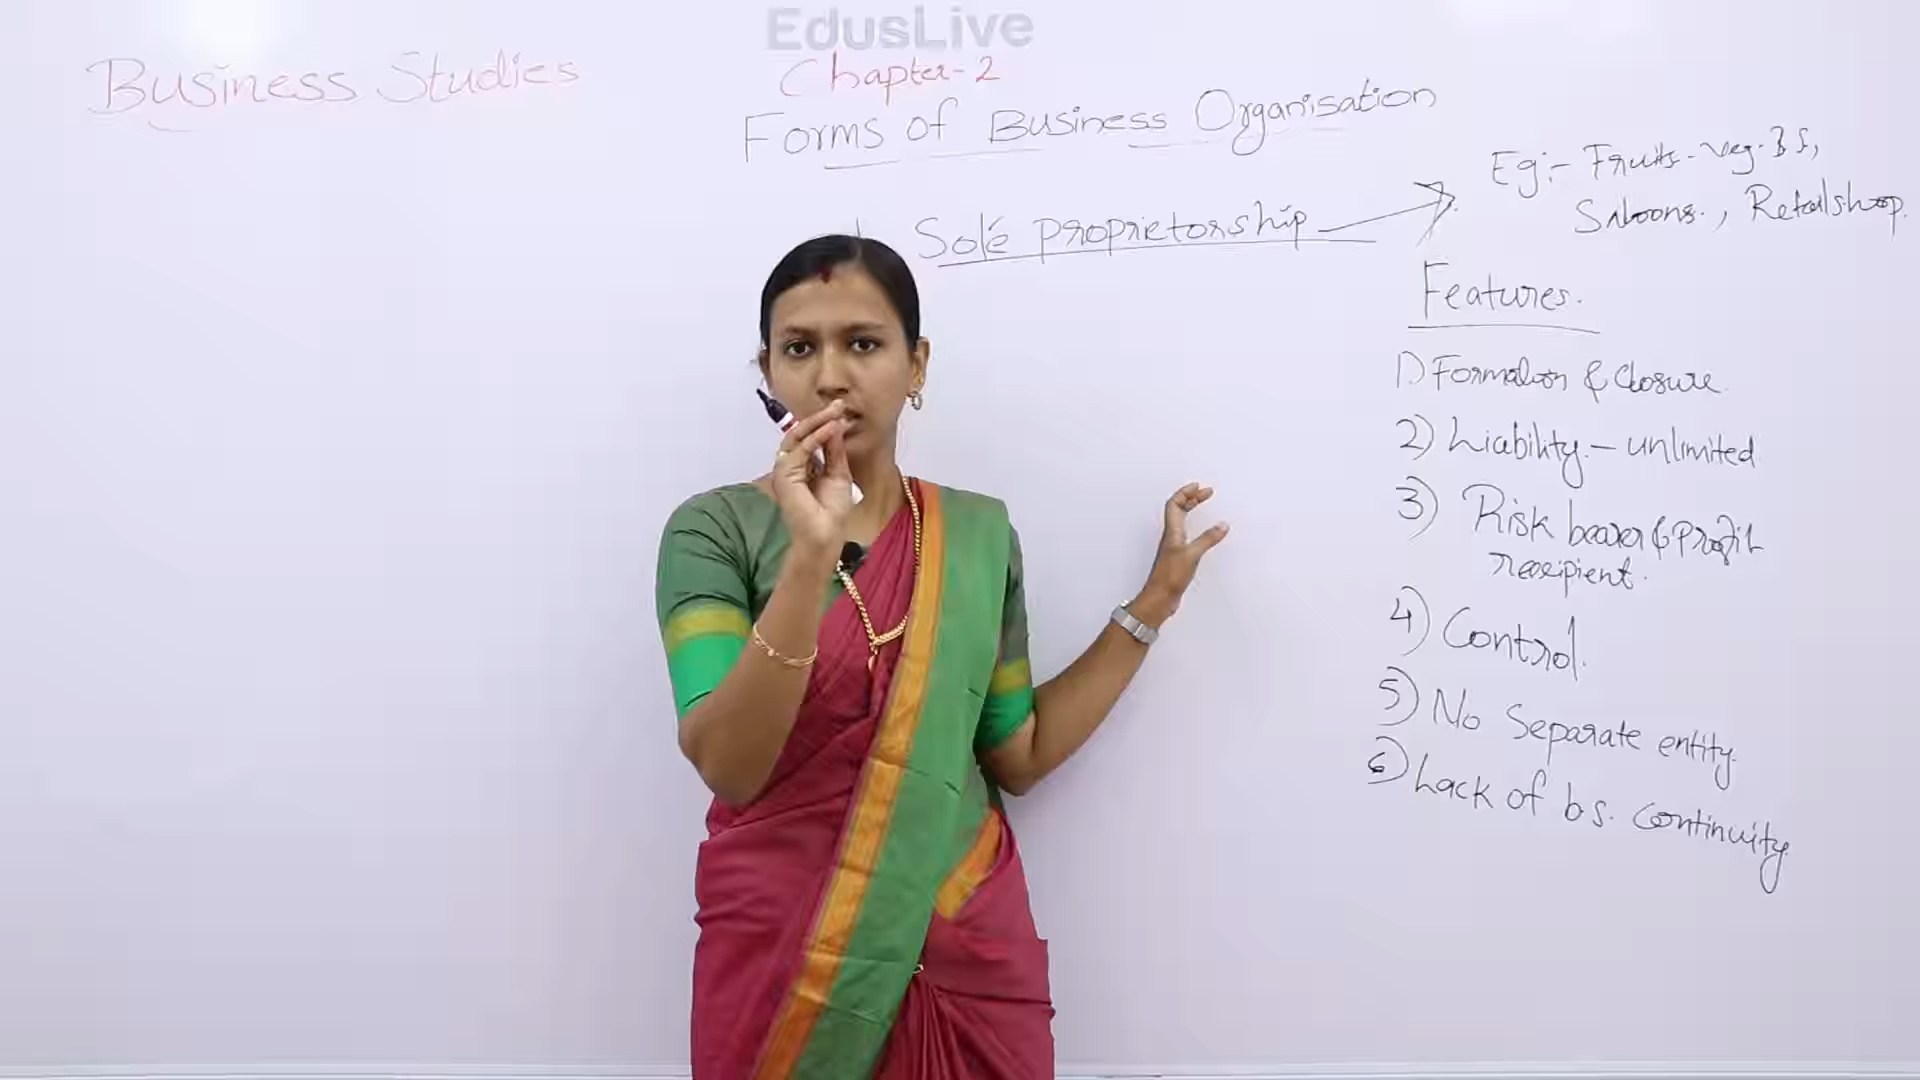 EdusLive
Business Studies
Chapter-2
Forms of Business Organisation
Sole proprietorship
Eg:- Fruits-Veg. BS,
Saloons., Retailshop.
Features.
1) Formation & Closure.
2) Liability - unlimited
3) Risk bearer & Profit
recipient.
4) Control.
5) No Separate entity.
6) Lack of bs. Continuity